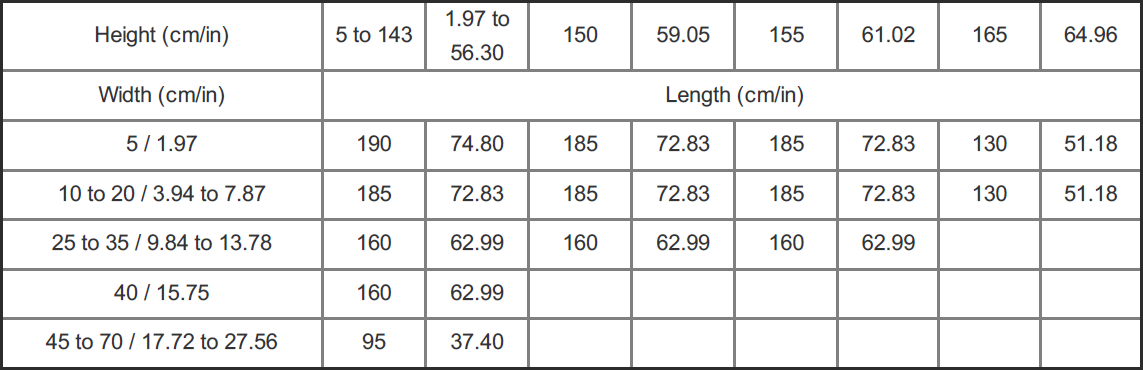 Height (cm/in) 5 to 143 1.97 to 56.30 150 59.05 155 61.02 165 64.96
Width (cm/in) Length (cm/in)
5 / 1.97 190 74.80 185 72.83 185 72.83 130 51.18
10 to 20 / 3.94 to 7.87 185 72.83 185 72.83 185 72.83 130 51.18
25 to 35 / 9.84 to 13.78 160 62.99 160 62.99 160 62.99
40 / 15.75 160 62.99
45 to 70 / 17.72 to 27.56 95 37.40